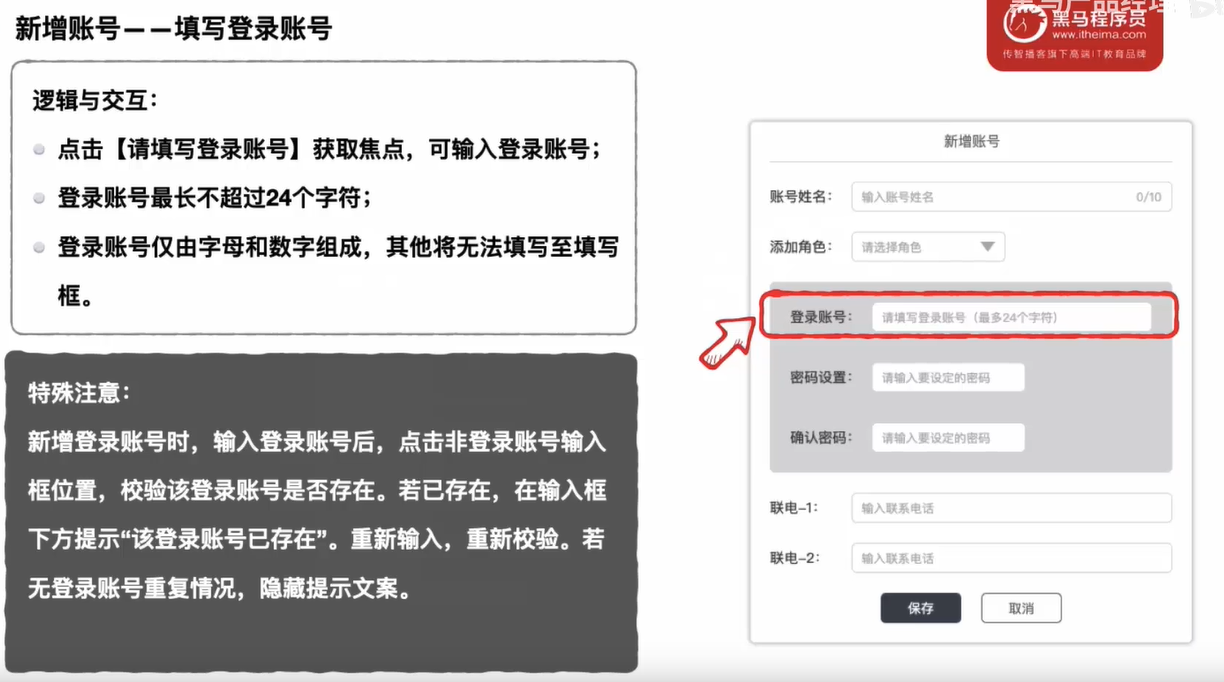 新增账号——填写登录账号
黑马程序员
www.itheima.com
传智播客旗下高端IT教育品牌
逻辑与交互：
点击【请填写登录账号】获取焦点，可输入登录账号；
登录账号最长不超过24个字符；
登录账号仅由字母和数字组成，其他将无法填写至填写
框。
特殊注意：
新增登录账号时，输入登录账号后，点击非登录账号输入
框位置，校验该登录账号是否存在。若已存在，在输入框
下方提示“该登录账号已存在”。重新输入，重新校验。若
无登录账号重复情况，隐藏提示文案。
新增账号
账号姓名： 输入账号姓名 0/10
添加角色： 请选择角色
登录账号： 请填写登录账号（最多24个字符）
密码设置： 请输入要设定的密码
确认密码： 请输入要设定的密码
联电-1： 输入联系电话
联电-2： 输入联系电话
保存 取消